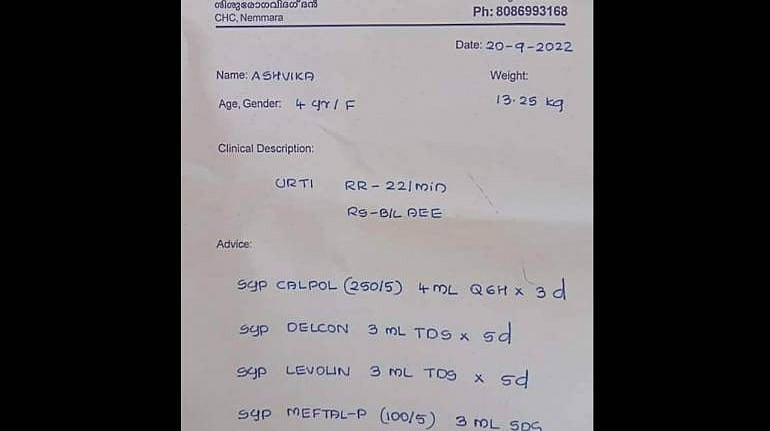 ശിശുരോഗവിദഗ്ദ്ധൻ
CHC, Nemmara
Ph: 8086993168
Date: 20-9-2022
Name: ASHVIKA
Weight:
Age, Gender: 4 yr / F
13.25 kg
Clinical Description:
URTI RR - 22/min
RS - B/L AEE
Advice:
syp CALPOL (250/5) 4 ML Q6H x 3 d
syp DELCON 3 ML TDS x 5d
syp LEVOLIN 3 ML TDS x 5d
syp MEFTAL-P (100/5) 3 ML SOS